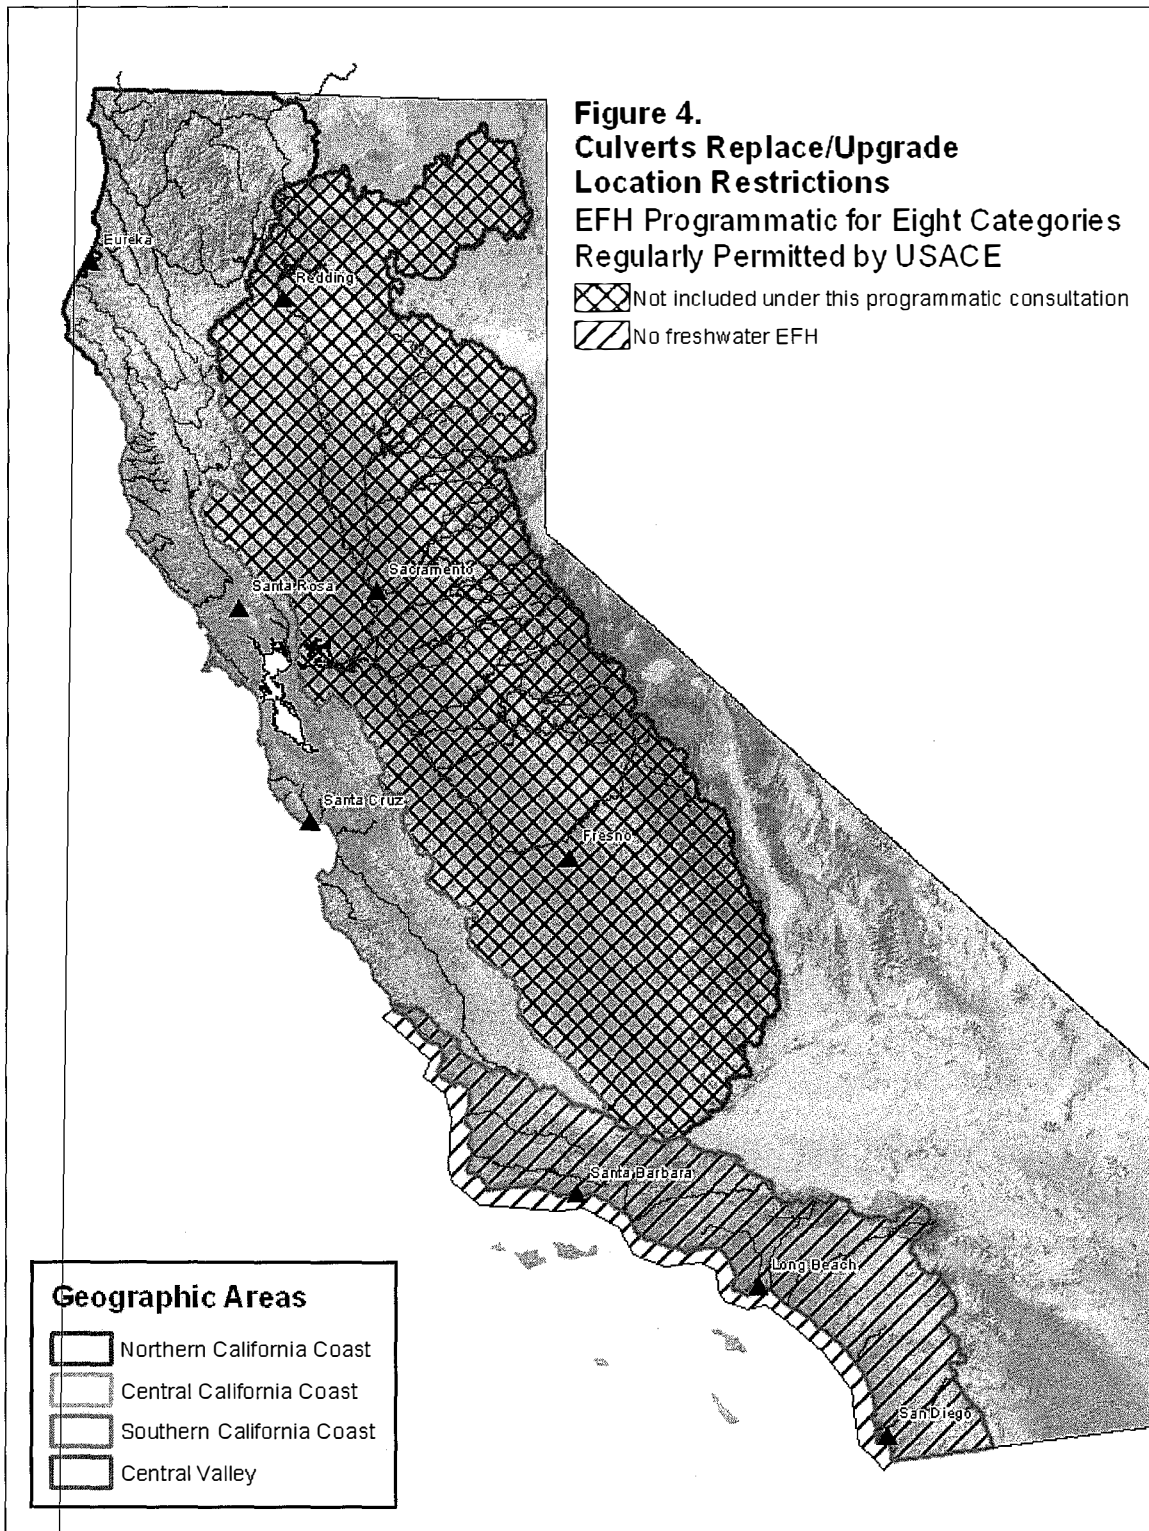 Figure 4.
Culverts Replace/Upgrade
Location Restrictions
EFH Programmatic for Eight Categories
Regularly Permitted by USACE
Not included under this programmatic consultation
No freshwater EFH
Eureka
Redding
Sacramento
Santa Rosa
Santa Cruz
Fresno
Santa Barbara
Long Beach
San Diego
Geographic Areas
Northern California Coast
Central California Coast
Southern California Coast
Central Valley